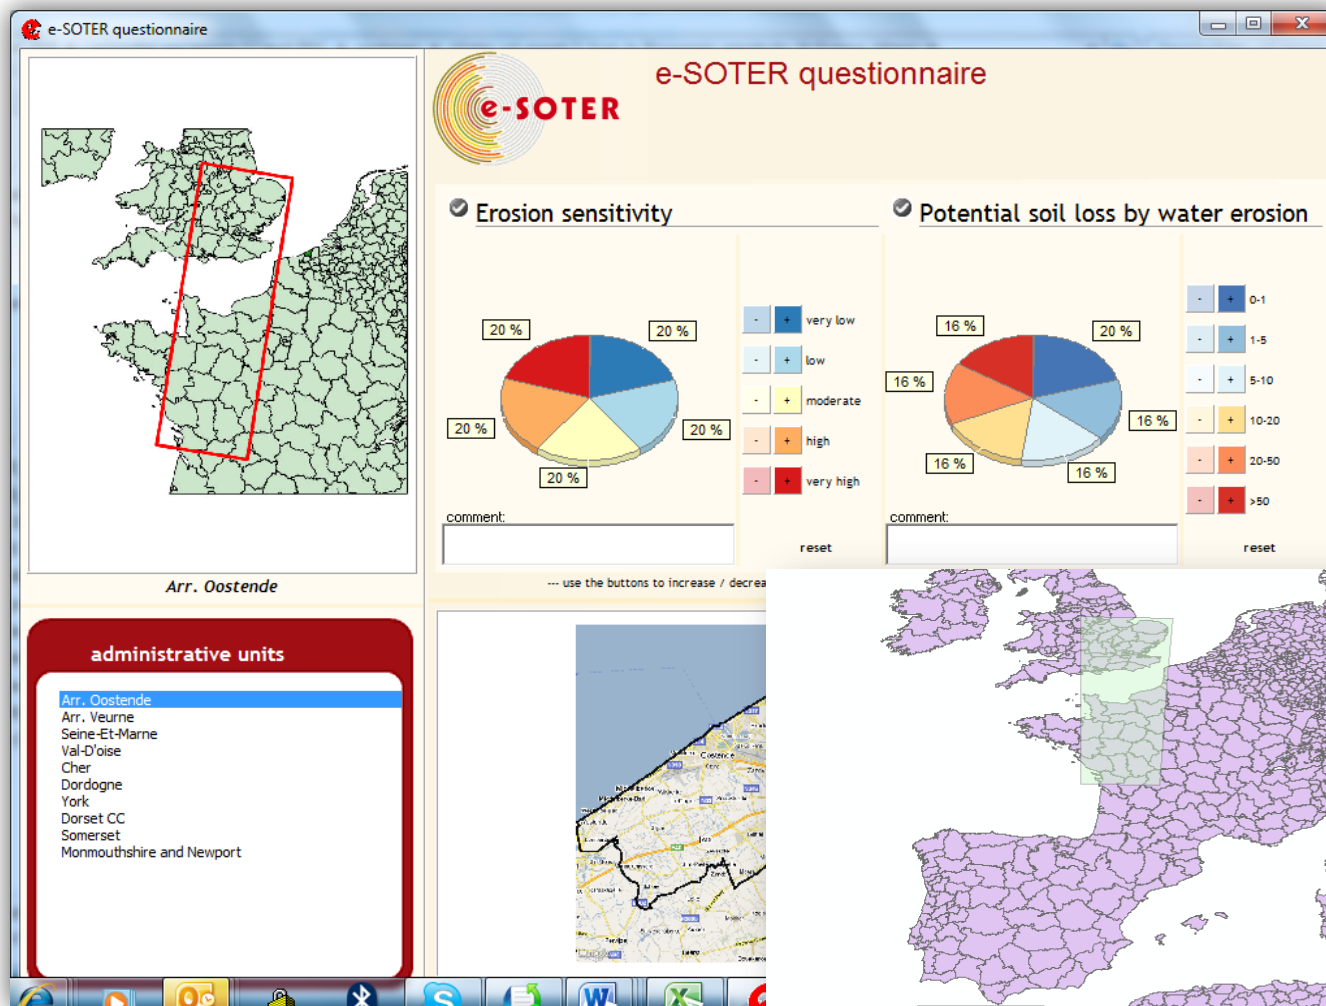 e-SOTER questionnaire
e-SOTER
e-SOTER questionnaire
Erosion sensitivity
20 %
20 %
20 %
20 %
20 %
- + very low
- + low
- + moderate
- + high
- + very high
comment:
reset
Potential soil loss by water erosion
16 %
20 %
16 %
16 %
16 %
16 %
- + 0-1
- + 1-5
- + 5-10
- + 10-20
- + 20-50
- + >50
comment:
reset
--- use the buttons to increase / decrea
Arr. Oostende
administrative units
Arr. Oostende
Arr. Veurne
Seine-Et-Marne
Val-D'oise
Cher
Dordogne
York
Dorset CC
Somerset
Monmouthshire and Newport
Oostende